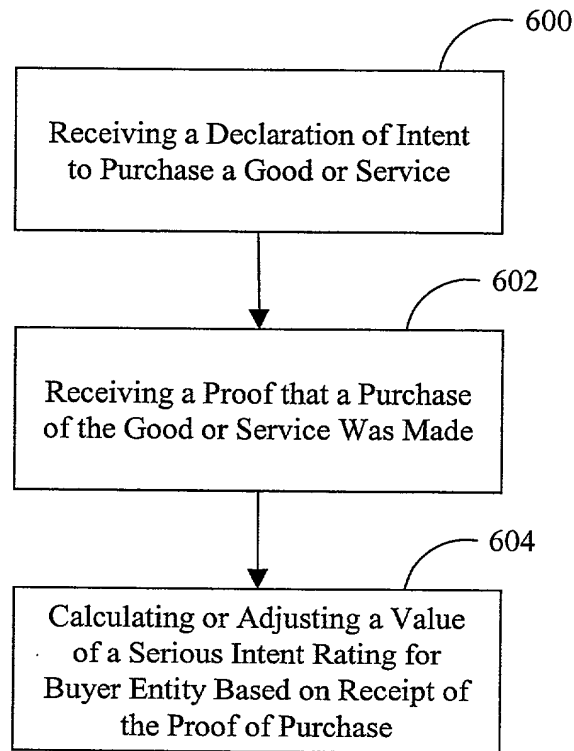 600
Receiving a Declaration of Intent
to Purchase a Good or Service
602
Receiving a Proof that a Purchase
of the Good or Service Was Made
604
Calculating or Adjusting a Value
of a Serious Intent Rating for
Buyer Entity Based on Receipt of
the Proof of Purchase